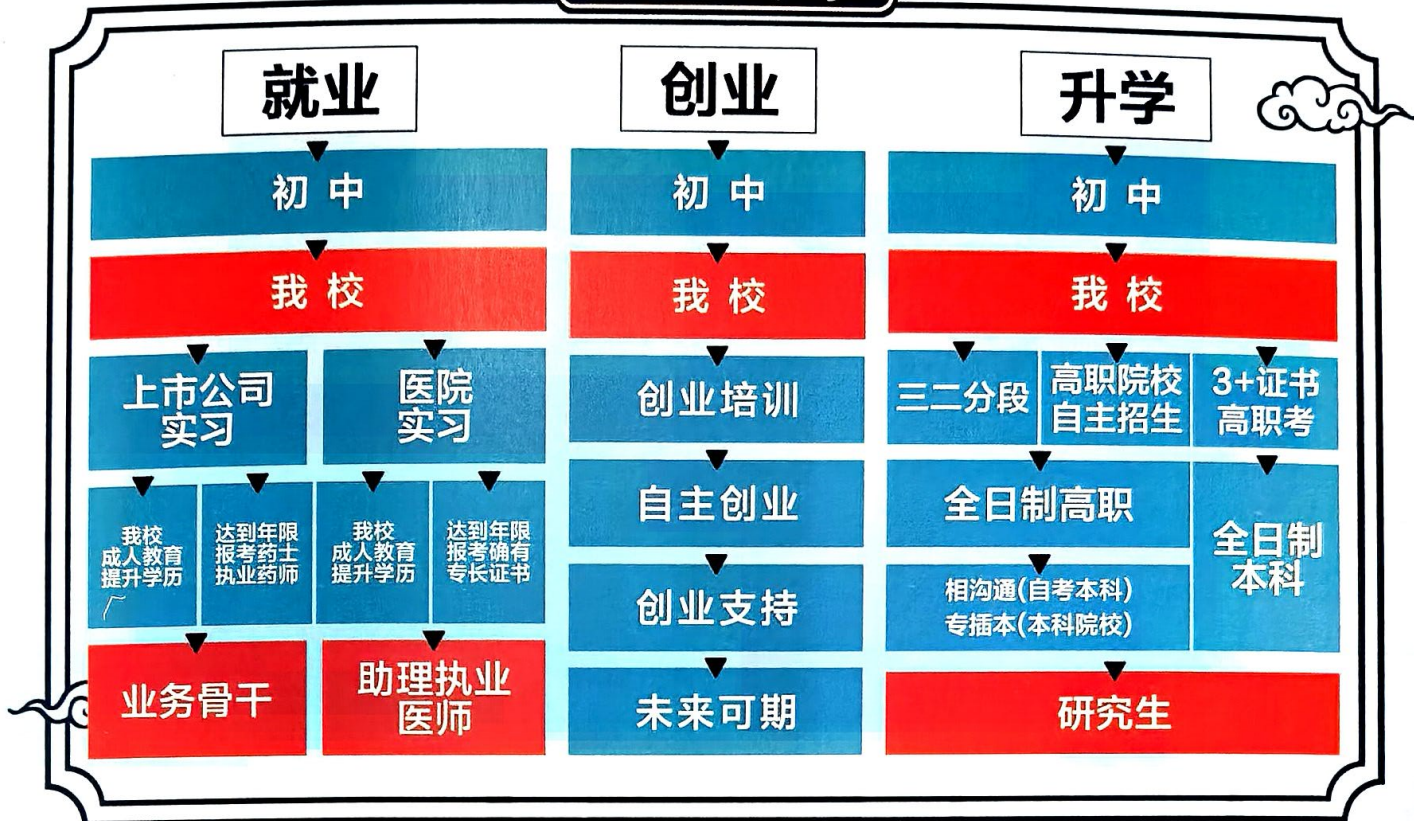 就业
创业
升学
初中
初中
初中
我校
我校
我校
上市公司
实习
医院
实习
创业培训
三二分段
高职院校
自主招生
3+证书
高职考
我校
成人教育
提升学历
达到年限
报考药士
执业药师
我校
成人教育
提升学历
达到年限
报考确有
专长证书
自主创业
全日制高职
全日制
本科
创业支持
相沟通(自考本科)
专插本(本科院校)
业务骨干
助理执业
医师
未来可期
研究生